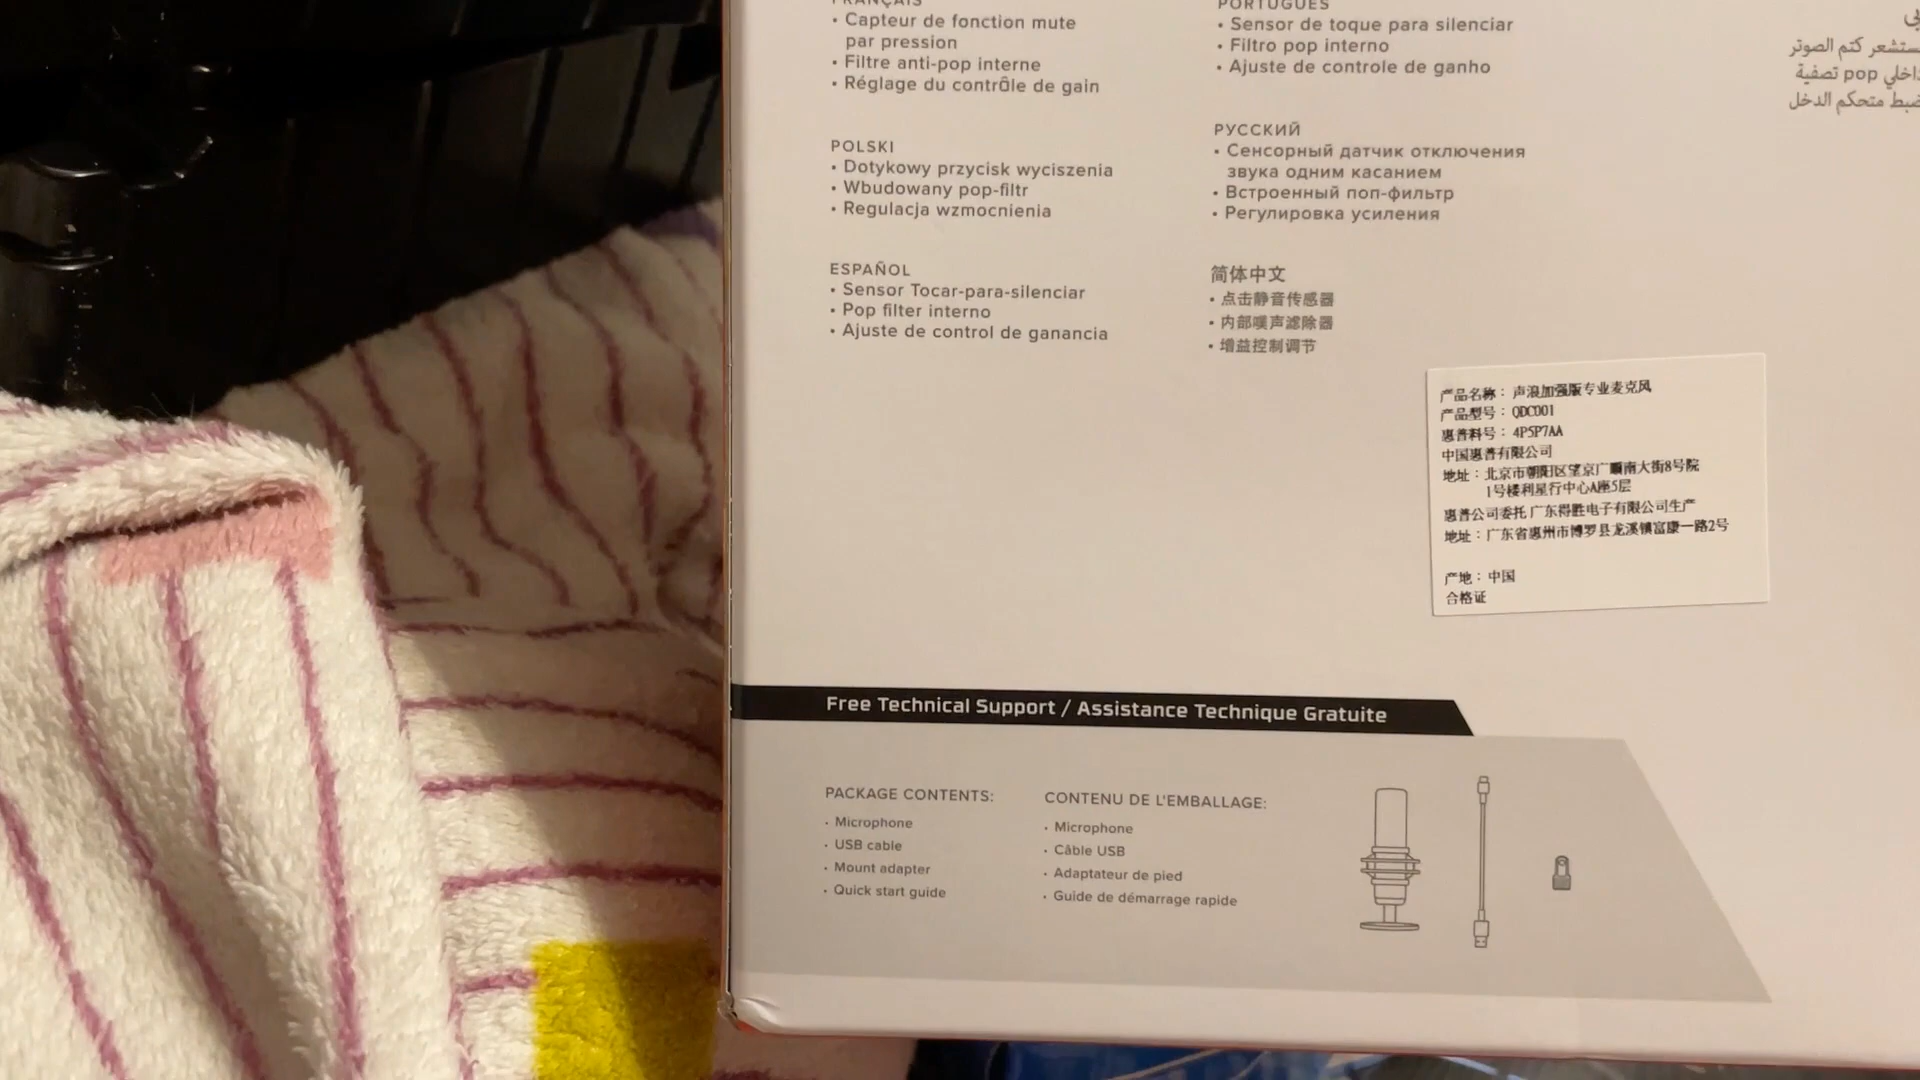 FRANÇAIS
• Capteur de fonction mute
par pression
• Filtre anti-pop interne
• Réglage du contrôle de gain
POLSKI
• Dotykowy przycisk wyciszenia
• Wbudowany pop-filtr
• Regulacja wzmocnienia
ESPAÑOL
• Sensor Tocar-para-silenciar
• Pop filter interno
• Ajuste de control de ganancia
PORTUGUÊS
• Sensor de toque para silenciar
• Filtro pop interno
• Ajuste de controle de ganho
РУССКИЙ
• Сенсорный датчик отключения
звука одним касанием
• Встроенный поп-фильтр
• Регулировка усиления
简体中文
• 点击静音传感器
• 内部噗声滤除器
• 增益控制调节
كتم الصوتر
pop تصفية
متحكم الدخل
产品名称：声浪加强版专业麦克风
产品型号：QDC001
惠普料号：4P5P7AA
中国惠普有限公司
地址：北京市朝阳区望京广顺南大街8号院
1号楼利星行中心A座5层
惠普公司委托 广东得胜电子有限公司生产
地址：广东省惠州市博罗县龙溪镇富康一路2号
产地：中国
合格证
Free Technical Support / Assistance Technique Gratuite
PACKAGE CONTENTS:
• Microphone
• USB cable
• Mount adapter
• Quick start guide
CONTENU DE L'EMBALLAGE:
• Microphone
• Câble USB
• Adaptateur de pied
• Guide de démarrage rapide